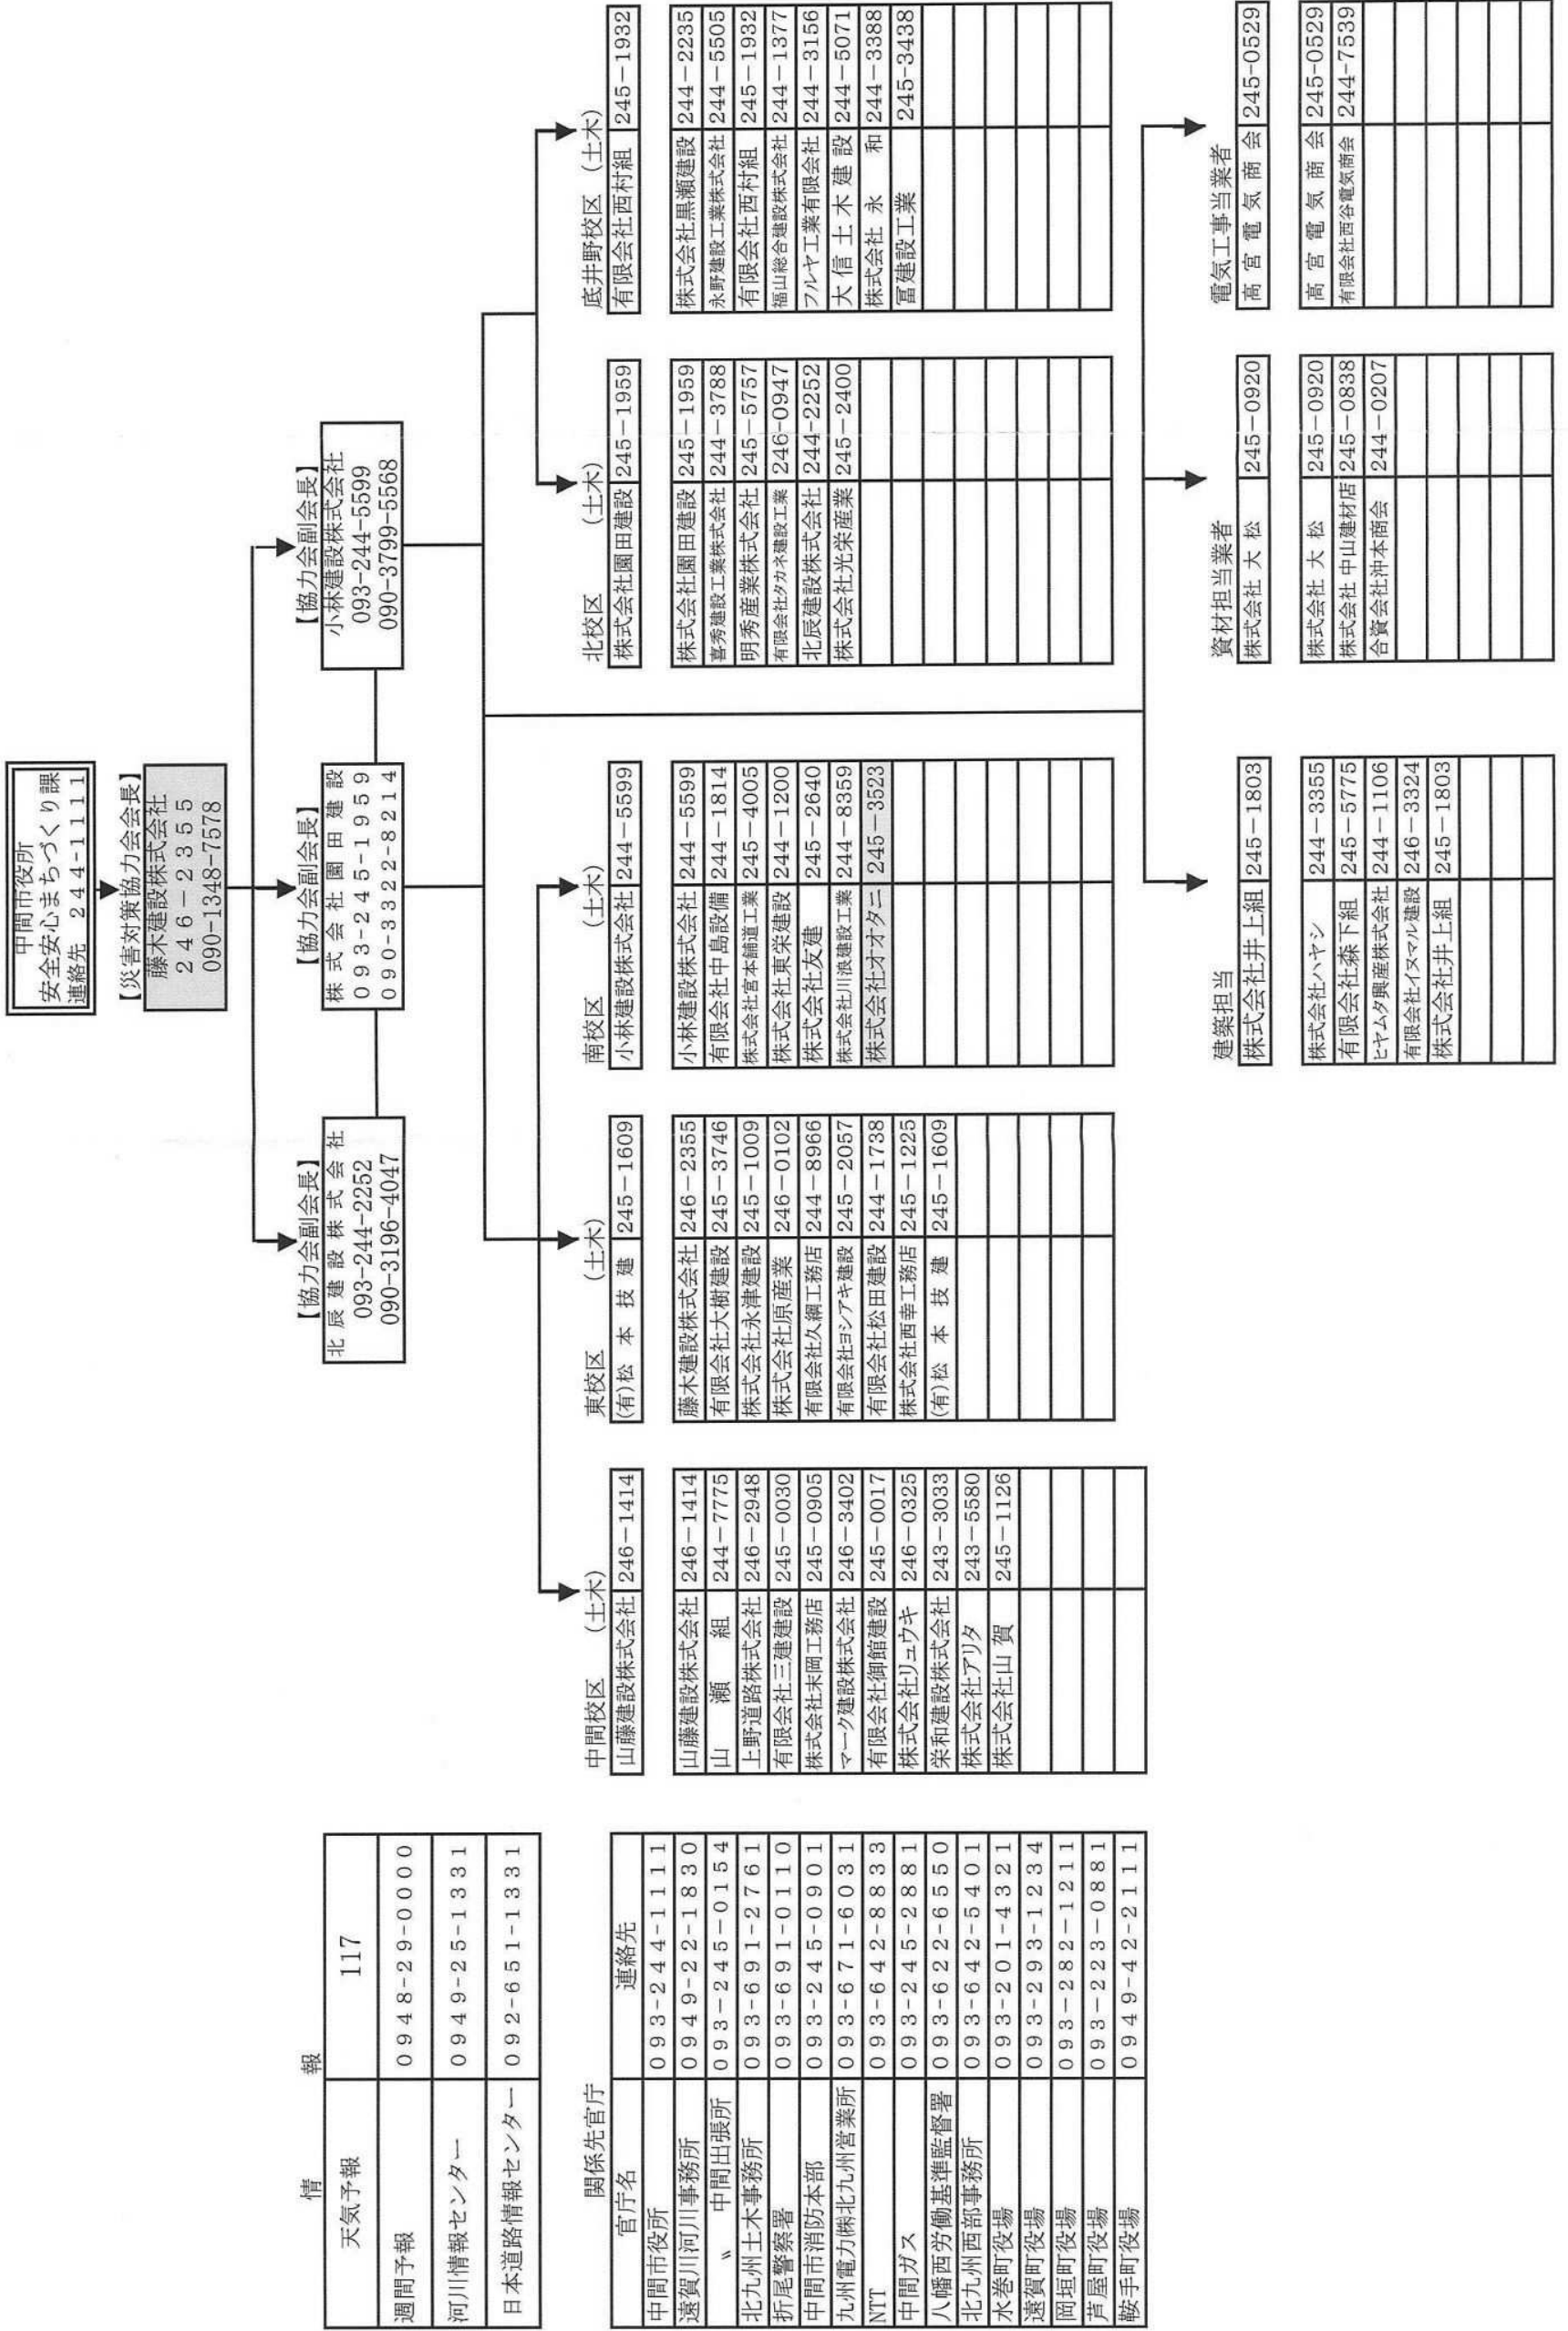 中間市役所
安全安心まちづくり課
連絡先 244-1111
【災害対策協力会会長】
藤木建設株式会社
246-2355
090-1348-7578
【協力会副会長】
北辰建設株式会社
093-244-2252
090-3196-4047
【協力会副会長】
株式会社園田建設
093-245-1959
090-3322-8214
【協力会副会長】
小林建設株式会社
093-244-5599
090-3799-5568
情 報
天気予報 117
週間予報 0948-29-0000
河川情報センター 0949-25-1331
日本道路情報センター 092-651-1331
関係先官庁
官庁名 連絡先
中間市役所 093-244-1111
遠賀川河川事務所 0949-22-1830
〃 中間出張所 093-245-0154
北九州土木事務所 093-691-2761
折尾警察署 093-691-0110
中間市消防本部 093-245-0901
九州電力㈱北九州営業所 093-671-6031
NTT 093-642-8833
中間ガス 093-245-2881
八幡西労働基準監督署 093-622-6550
北九州西部事務所 093-642-5401
水巻町役場 093-201-4321
遠賀町役場 093-293-1234
岡垣町役場 093-282-1211
芦屋町役場 093-223-0881
鞍手町役場 0949-42-2111
中間校区 (土木)
山藤建設株式会社 246-1414
山藤建設株式会社 246-1414
山瀬組 244-7775
上野道路株式会社 246-2948
有限会社三建建設 245-0030
株式会社末岡工務店 245-0905
マーク建設株式会社 246-3402
有限会社御館建設 245-0017
株式会社リュウキ 246-0325
栄和建設株式会社 243-3033
株式会社アリタ 243-5580
株式会社山賀 245-1126
東校区 (土木)
(有)松本技建 245-1609
藤木建設株式会社 246-2355
有限会社大樹建設 245-3746
株式会社永津建設 245-1009
株式会社原産業 246-0102
有限会社久綱工務店 244-8966
有限会社ヨシアキ建設 245-2057
有限会社松田建設 244-1738
株式会社西幸工務店 245-1225
(有)松本技建 245-1609
南校区 (土木)
小林建設株式会社 244-5599
小林建設株式会社 244-5599
有限会社中島設備 244-1814
株式会社宮本舗道工業 245-4005
株式会社東栄建設 244-1200
株式会社友建 245-2640
株式会社川浪建設工業 244-8359
株式会社オオタニ 245-3523
北校区 (土木)
株式会社園田建設 245-1959
株式会社園田建設 245-1959
喜秀建設工業株式会社 244-3788
明秀産業株式会社 245-5757
有限会社タカネ建設工業 246-0947
北辰建設株式会社 244-2252
株式会社光栄産業 245-2400
底井野校区 (土木)
有限会社西村組 245-1932
株式会社黒瀬建設 244-2235
永野建設工業株式会社 244-5505
有限会社西村組 245-1932
福山総合建設株式会社 244-1377
フルヤ工業有限会社 244-3156
大信土木建設 244-5071
株式会社永和 244-3388
冨建設工業 245-3438
建築担当
株式会社井上組 245-1803
株式会社ハヤシ 244-3355
有限会社森下組 245-5775
ヒヤムタ興産株式会社 244-1106
有限会社イヌマル建設 246-3324
株式会社井上組 245-1803
資材担当業者
株式会社 大松 245-0920
株式会社 大松 245-0920
株式会社 中山建材店 245-0838
合資会社沖本商会 244-0207
電気工事当業者
高宮電気商会 245-0529
高宮電気商会 245-0529
有限会社西谷電気商会 244-7539